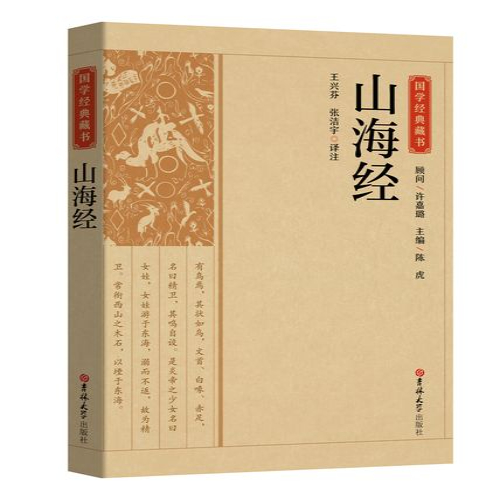 国学经典藏书
山海经
顾问/许嘉璐 主编/陈虎
王兴芬 张洁宇◎译注
有鸟焉，其状如乌，文首、白喙、赤足，
名曰精卫，其鸣自詨。是炎帝之少女名曰
女娃，女娃游于东海，溺而不返，故为精
卫。常衔西山之木石，以堙于东海。
吉林大学出版社
国学经典藏书
山海经
吉林大学出版社